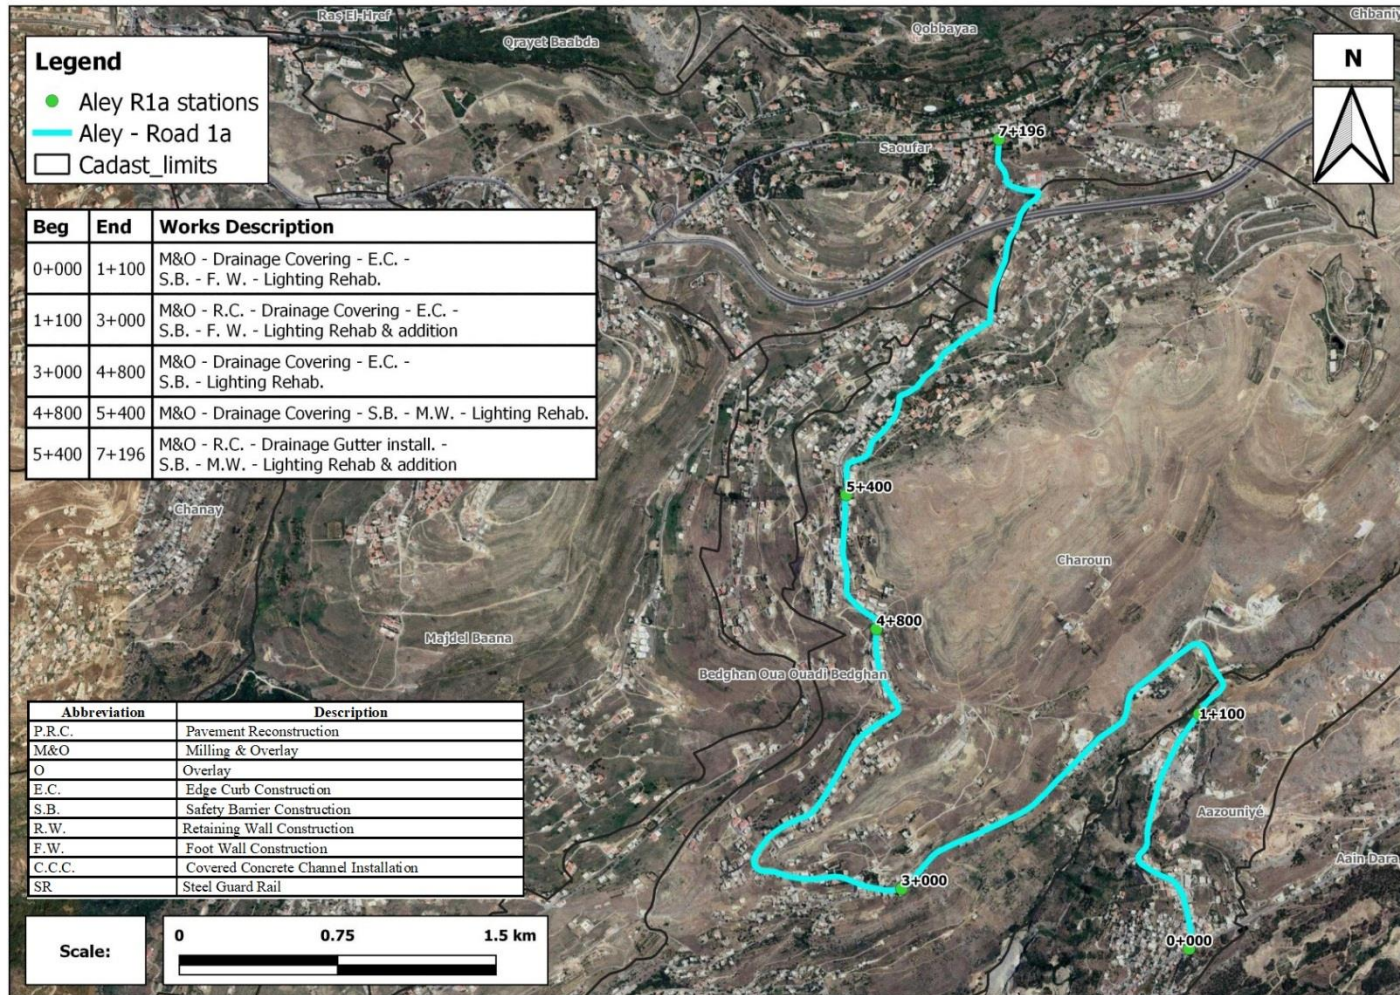 Ras El-Href
Qrayet Baabda
Qobbayaa
Chbaniy
Legend
Aley R1a stations
Aley - Road 1a
Cadast_limits
N
7+196
Saoufar
Beg End Works Description
0+000 1+100 M&O - Drainage Covering - E.C. -
S.B. - F. W. - Lighting Rehab.
1+100 3+000 M&O - R.C. - Drainage Covering - E.C. -
S.B. - F. W. - Lighting Rehab & addition
3+000 4+800 M&O - Drainage Covering - E.C. -
S.B. - Lighting Rehab.
4+800 5+400 M&O - Drainage Covering - S.B. - M.W. - Lighting Rehab.
5+400 7+196 M&O - R.C. - Drainage Gutter install. -
S.B. - M.W. - Lighting Rehab & addition
5+400
Chanay
Charoun
4+800
Majdel Baana
Bedghan Oua Ouadi Bedghan
1+100
Aazouniyé
Aain Dara
3+000
0+000
Abbreviation Description
P.R.C. Pavement Reconstruction
M&O Milling & Overlay
O Overlay
E.C. Edge Curb Construction
S.B. Safety Barrier Construction
R.W. Retaining Wall Construction
F.W. Foot Wall Construction
C.C.C. Covered Concrete Channel Installation
SR Steel Guard Rail
Scale:
0 0.75 1.5 km